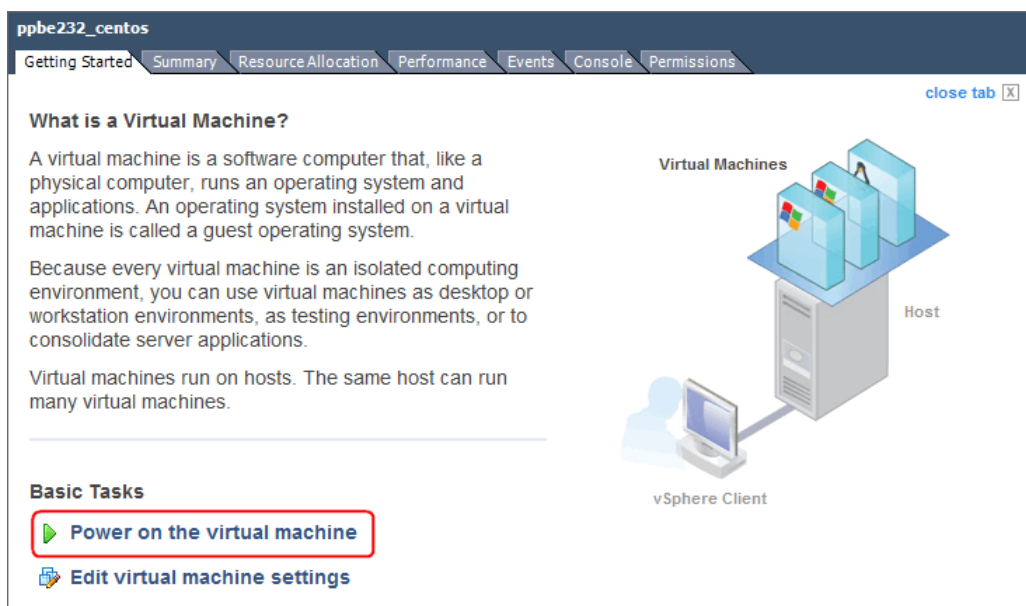 ppbe232_centos
Getting Started Summary Resource Allocation Performance Events Console Permissions
close tab X
What is a Virtual Machine?
A virtual machine is a software computer that, like a
physical computer, runs an operating system and
applications. An operating system installed on a virtual
machine is called a guest operating system.
Because every virtual machine is an isolated computing
environment, you can use virtual machines as desktop or
workstation environments, as testing environments, or to
consolidate server applications.
Virtual machines run on hosts. The same host can run
many virtual machines.
Virtual Machines
Host
vSphere Client
Basic Tasks
Power on the virtual machine
Edit virtual machine settings